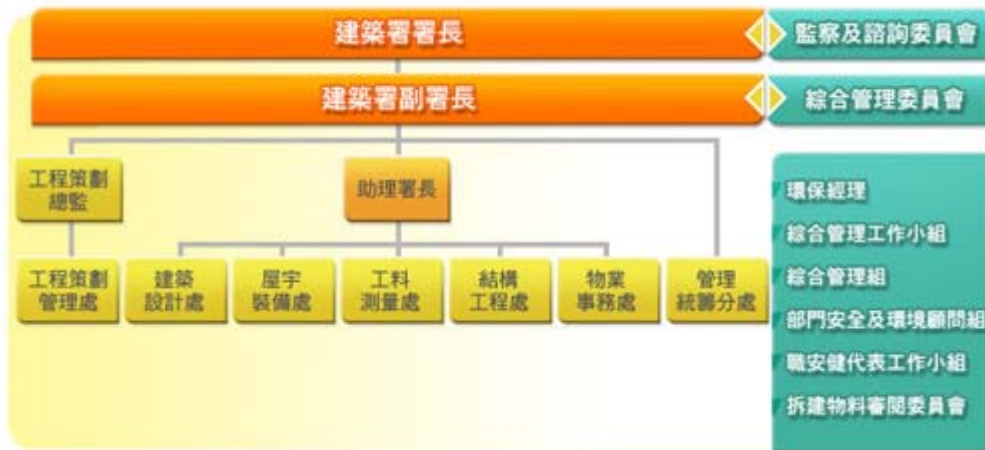 建築署署長
監察及諮詢委員會
建築署副署長
綜合管理委員會
工程策劃
總監
助理署長
工程策劃
管理處
建築
設計處
屋宇
裝備處
工料
測量處
結構
工程處
物業
事務處
管理
統籌分處
環保經理
綜合管理工作小組
綜合管理組
部門安全及環境顧問組
職安健代表工作小組
拆建物料審閱委員會